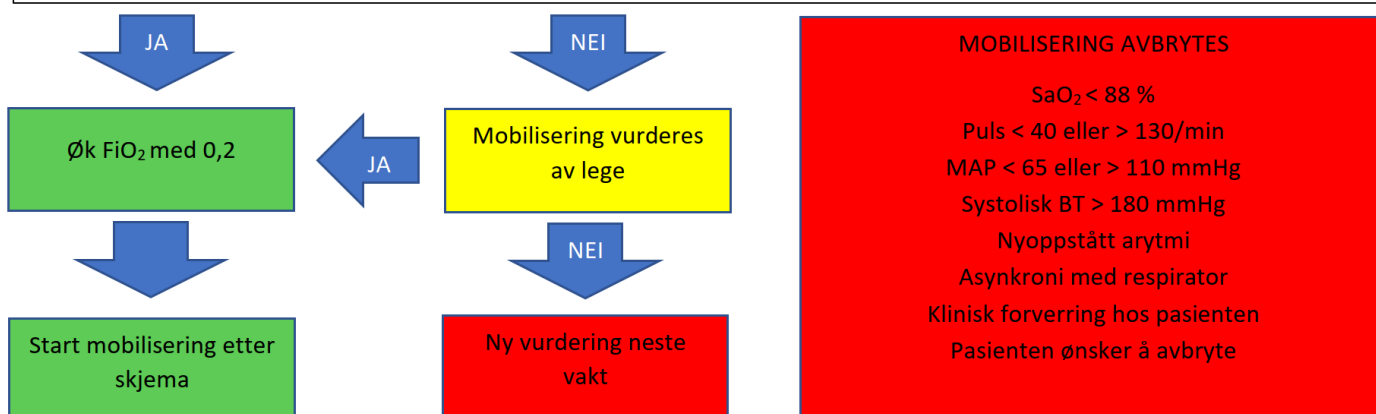 JA
Øk FiO₂ med 0,2
Start mobilisering etter
skjema
NEI
Mobilisering vurderes
av lege
JA
NEI
Ny vurdering neste
vakt
MOBILISERING AVBRYTES
SaO₂ < 88 %
Puls < 40 eller > 130/min
MAP < 65 eller > 110 mmHg
Systolisk BT > 180 mmHg
Nyoppstått arytmi
Asynkroni med respirator
Klinisk forverring hos pasienten
Pasienten ønsker å avbryte